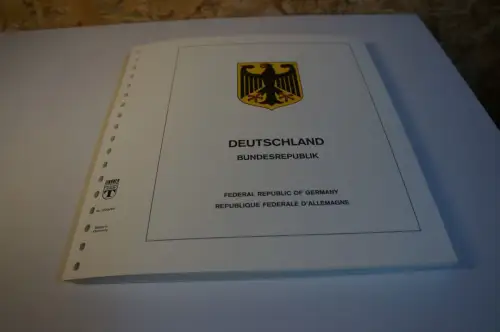 DEUTSCHLAND
BUNDESREPUBLIK
FEDERAL REPUBLIC OF GERMANY
REPUBLIQUE FEDERALE D'ALLEMAGNE